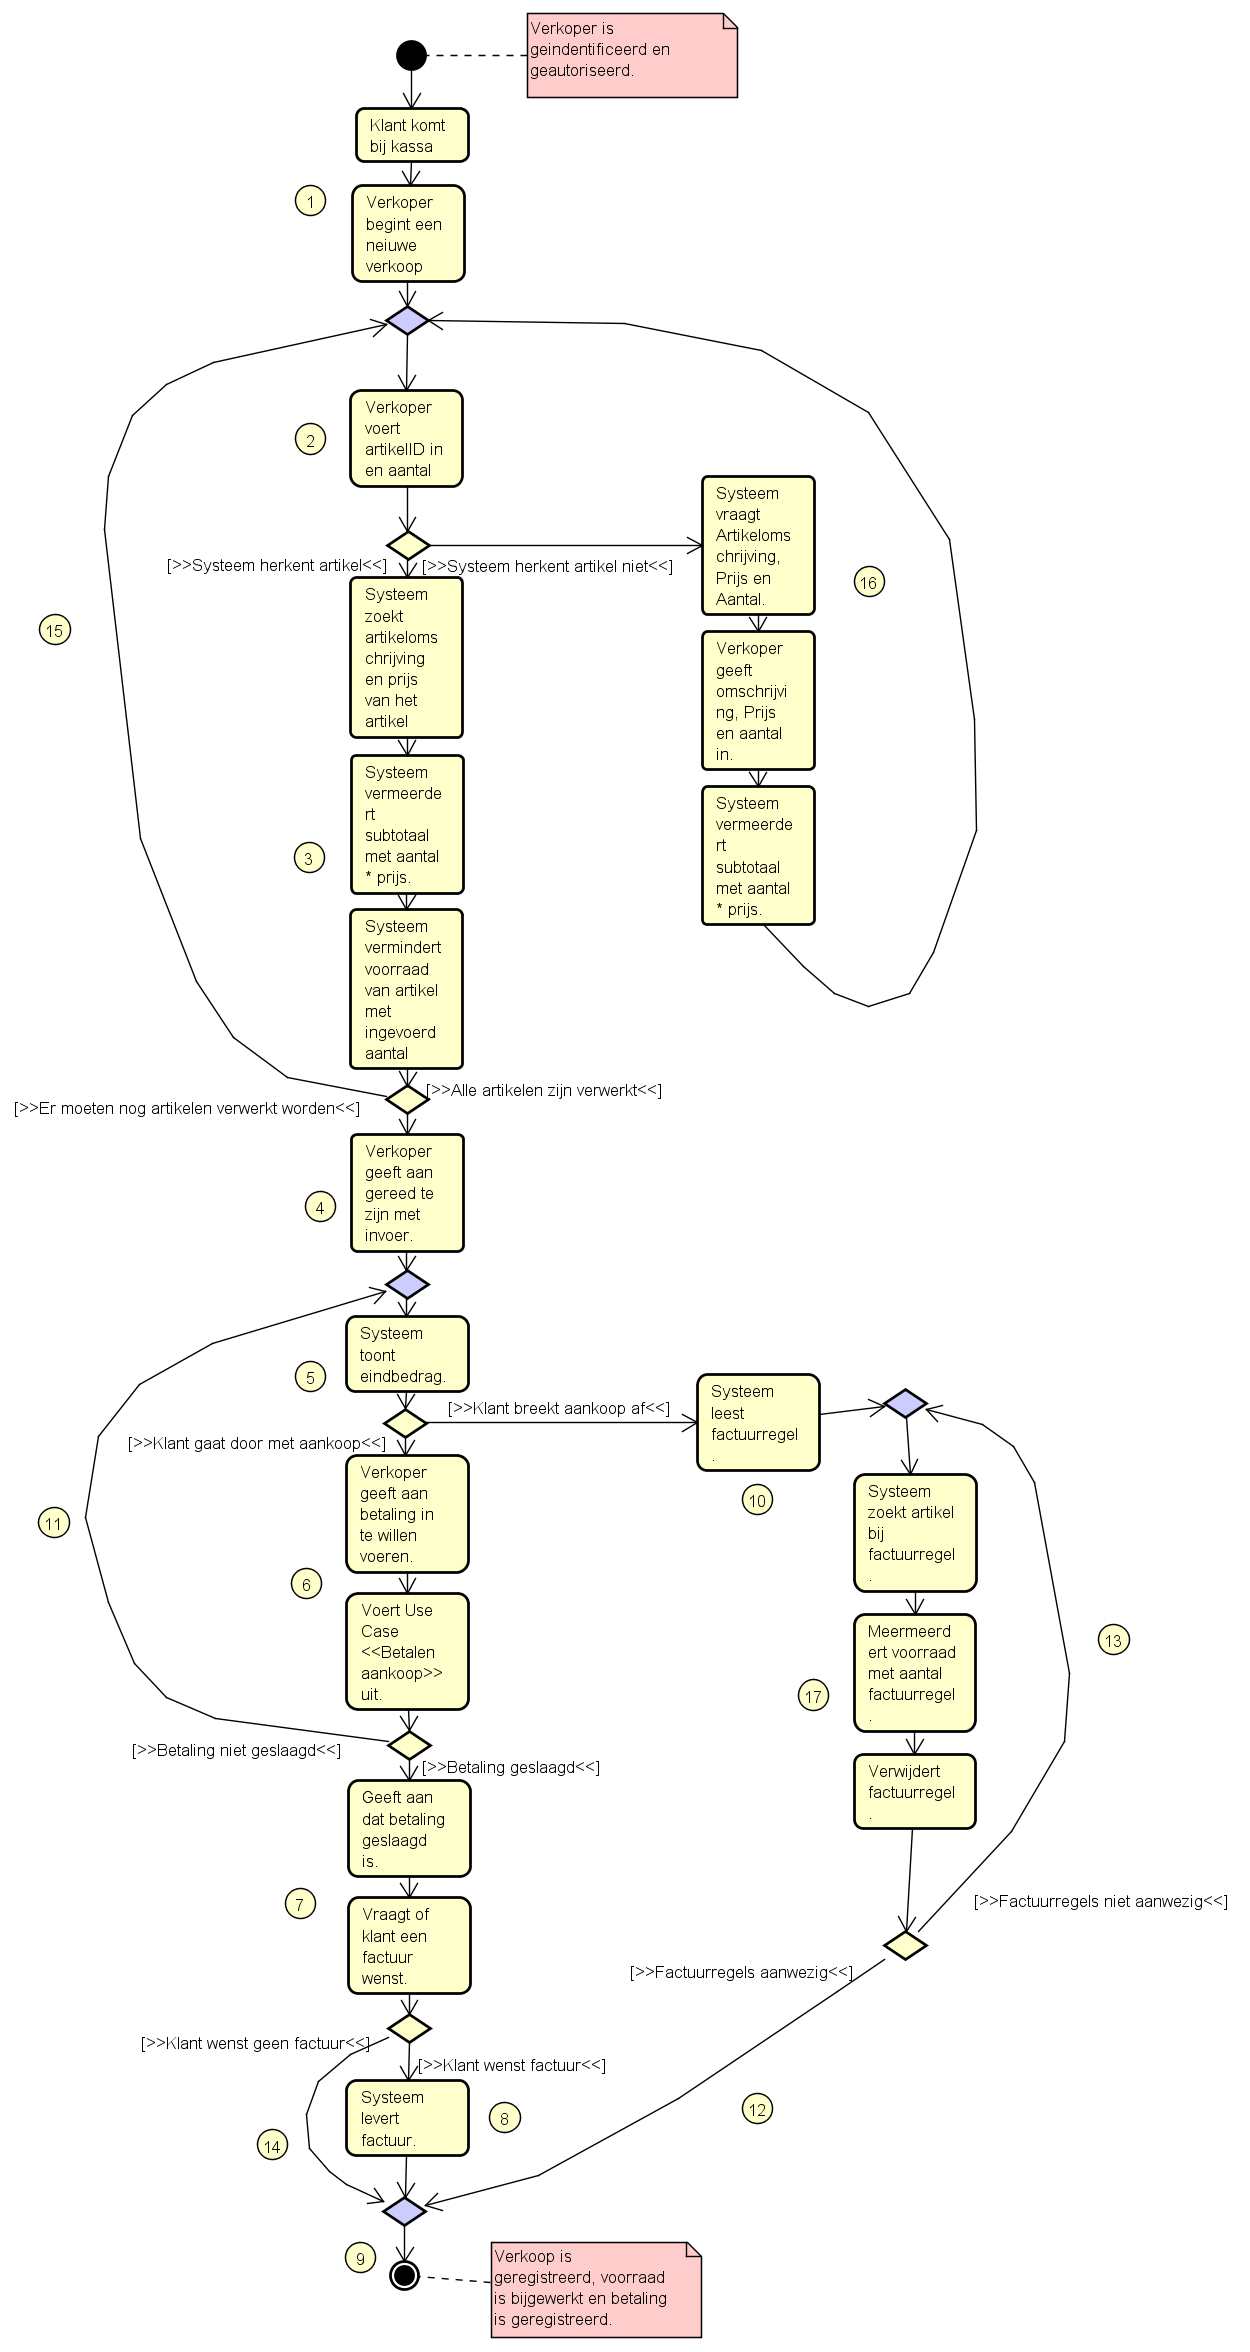 Verkoper is
geindentificeerd en
geautoriseerd.
Klant komt
bij kassa
1
Verkoper
begint een
neiuwe
verkoop
2
Verkoper
voert
artikelID in
en aantal
[>>Systeem herkent artikel<<]
[>>Systeem herkent artikel niet<<]
Systeem
vraagt
Artikeloms
chrijving,
Prijs en
Aantal.
16
Systeem
zoekt
artikeloms
chrijving
en prijs
van het
artikel
15
Verkoper
geeft
omschrijvi
ng, Prijs
en aantal
in.
Systeem
vermeerde
rt
subtotaal
met aantal
* prijs.
3
Systeem
vermeerde
rt
subtotaal
met aantal
* prijs.
Systeem
vermindert
voorraad
van artikel
met
ingevoerd
aantal
[>>Alle artikelen zijn verwerkt<<]
[>>Er moeten nog artikelen verwerkt worden<<]
Verkoper
geeft aan
gereed te
zijn met
invoer.
4
Systeem
toont
eindbedrag.
5
[>>Klant breekt aankoop af<<]
[>>Klant gaat door met aankoop<<]
Systeem
leest
factuurregel
.
10
Verkoper
geeft aan
betaling in
te willen
voeren.
11
Systeem
zoekt artikel
bij
factuurregel
.
6
Voert Use
Case
<<Betalen
aankoop>>
uit.
Meermeerd
ert voorraad
met aantal
factuurregel
.
13
17
[>>Betaling niet geslaagd<<]
[>>Betaling geslaagd<<]
Verwijdert
factuurregel
.
Geeft aan
dat betaling
geslaagd
is.
7
Vraagt of
klant een
factuur
wenst.
[>>Factuurregels niet aanwezig<<]
[>>Factuurregels aanwezig<<]
[>>Klant wenst geen factuur<<]
[>>Klant wenst factuur<<]
Systeem
levert
factuur.
8
12
14
9
Verkoop is
geregistreerd, voorraad
is bijgewerkt en betaling
is geregistreerd.